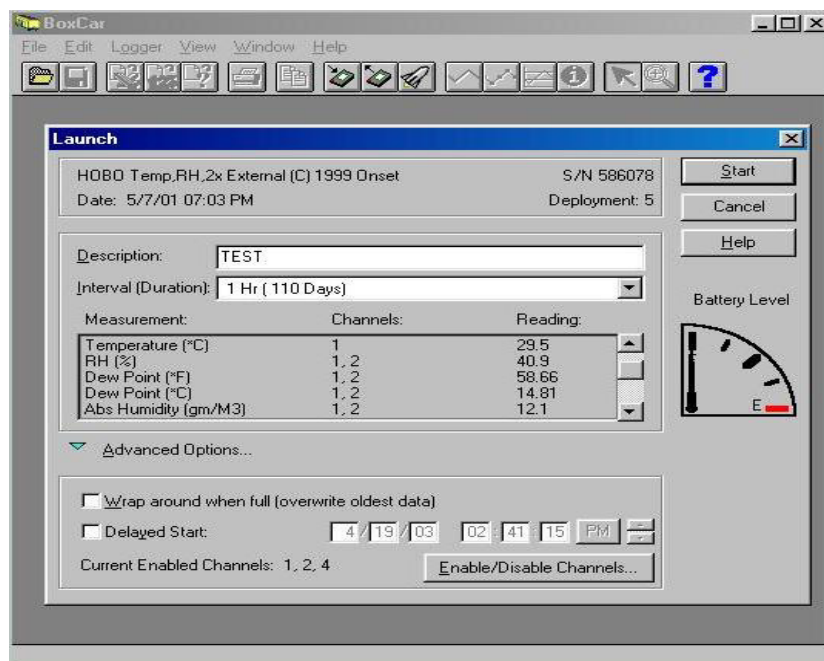 BoxCar
File Edit Logger View Window Help
Launch
HOBO Temp,RH,2x External (C) 1999 Onset S/N 586078
Date: 5/7/01 07:03 PM Deployment: 5
Start
Cancel
Help
Description: TEST
Interval (Duration): 1 Hr ( 110 Days)
Measurement: Channels: Reading:
Temperature (*C) 1 29.5
RH (%) 1, 2 40.9
Dew Point (*F) 1, 2 58.66
Dew Point (*C) 1, 2 14.81
Abs Humidity (gm/M3) 1, 2 12.1
Battery Level
E
Advanced Options...
Wrap around when full (overwrite oldest data)
Delayed Start: 4 / 19 / 03 02 : 41 : 15 PM
Current Enabled Channels: 1, 2, 4 Enable/Disable Channels...